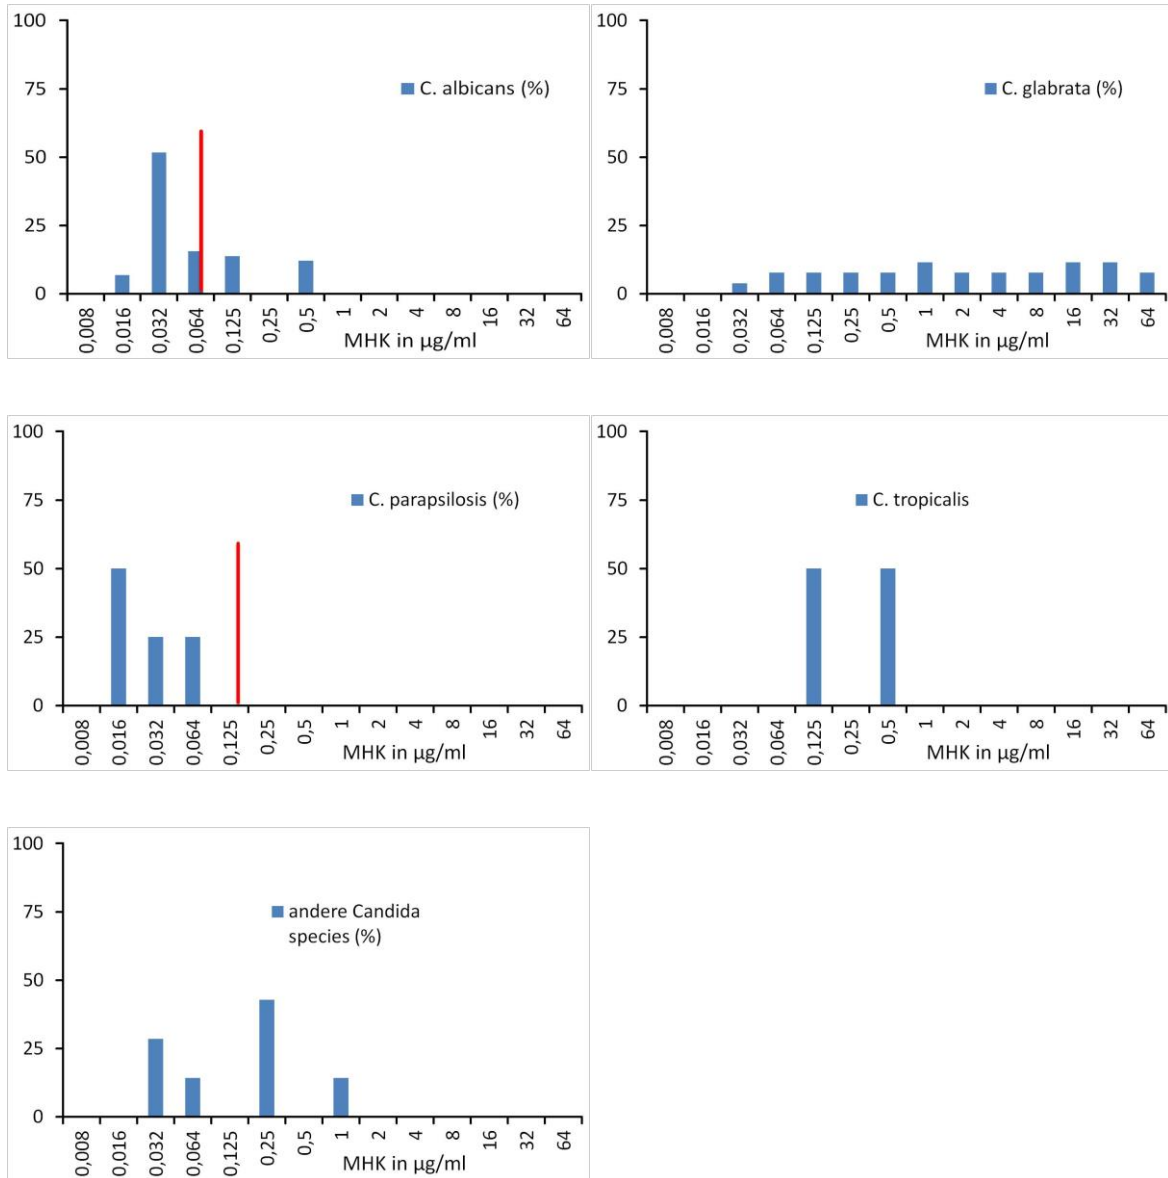 100
75
50
25
0
C. albicans (%)
0,008 0,016 0,032 0,064 0,125 0,25 0,5 1 2 4 8 16 32 64
MHK in µg/ml
100
75
50
25
0
C. glabrata (%)
0,008 0,016 0,032 0,064 0,125 0,25 0,5 1 2 4 8 16 32 64
MHK in µg/ml
100
75
50
25
0
C. parapsilosis (%)
0,008 0,016 0,032 0,064 0,125 0,25 0,5 1 2 4 8 16 32 64
MHK in µg/ml
100
75
50
25
0
C. tropicalis
0,008 0,016 0,032 0,064 0,125 0,25 0,5 1 2 4 8 16 32 64
MHK in µg/ml
100
75
50
25
0
andere Candida
species (%)
0,008 0,016 0,032 0,064 0,125 0,25 0,5 1 2 4 8 16 32 64
MHK in µg/ml